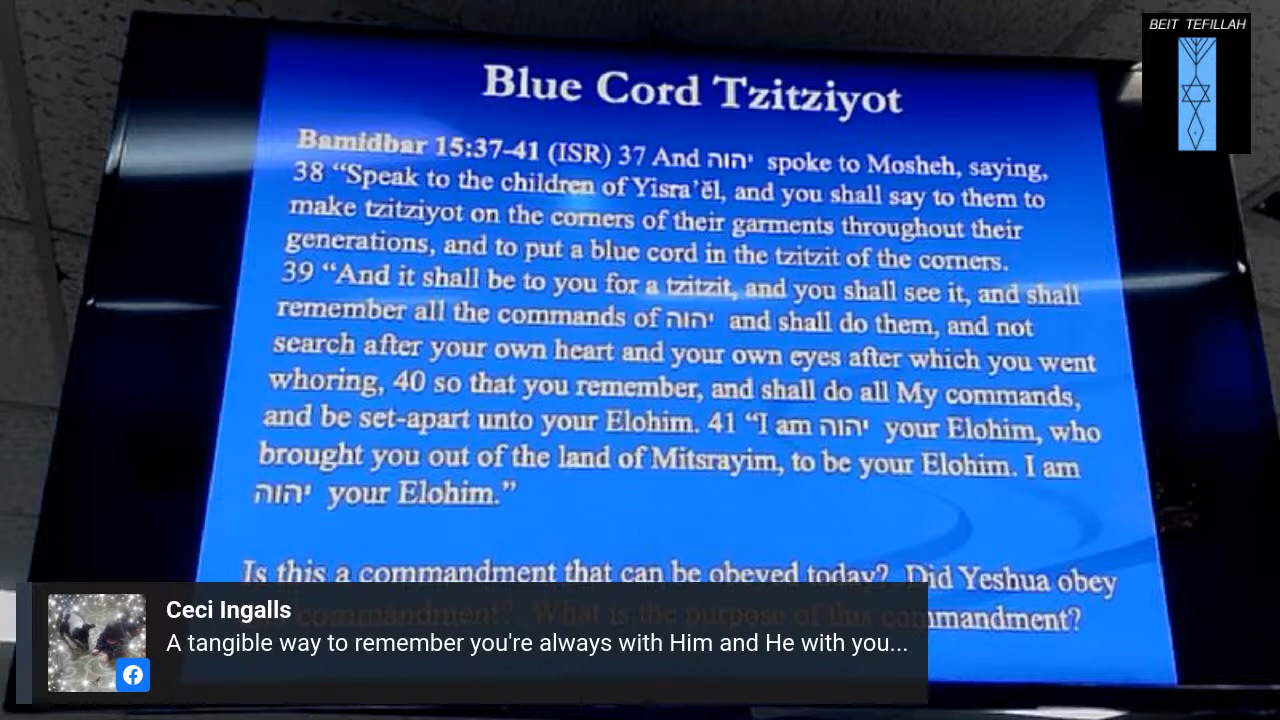 BEIT TEFILLAH
Blue Cord Tzitziyot
Bamidbar 15:37-41 (ISR) 37 And יהוה spoke to Mosheh, saying,
38 “Speak to the children of Yisra’ĕl, and you shall say to them to
make tzitziyot on the corners of their garments throughout their
generations, and to put a blue cord in the tzitzit of the corners.
39 “And it shall be to you for a tzitzit, and you shall see it, and shall
remember all the commands of יהוה and shall do them, and not
search after your own heart and your own eyes after which you went
whoring, 40 so that you remember, and shall do all My commands,
and be set-apart unto your Elohim. 41 “I am יהוה your Elohim, who
brought you out of the land of Mitsrayim, to be your Elohim. I am
יהוה your Elohim.”
Is this a commandment that can be obeyed today? Did Yeshua obey
commandment? What is the purpose of this commandment?
Ceci Ingalls
A tangible way to remember you're always with Him and He with you...